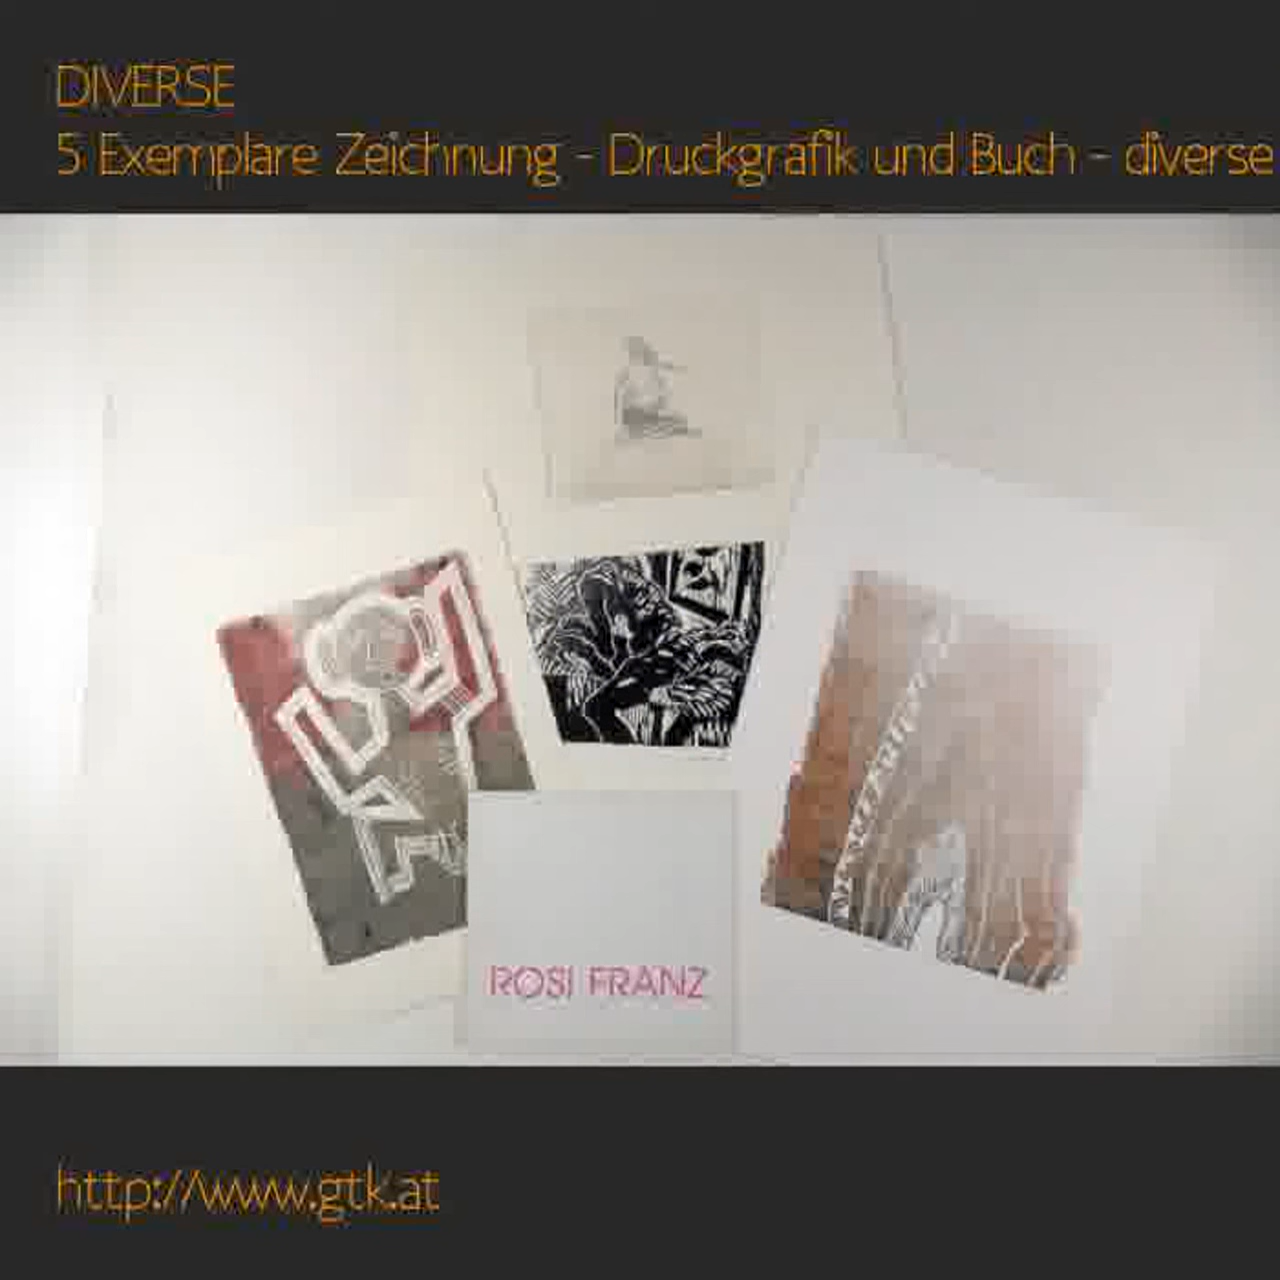 DIVERSE
5 Exemplare Zeichnung - Druckgrafik und Buch - diverse
ROSI FRANZ
http://www.gtk.at